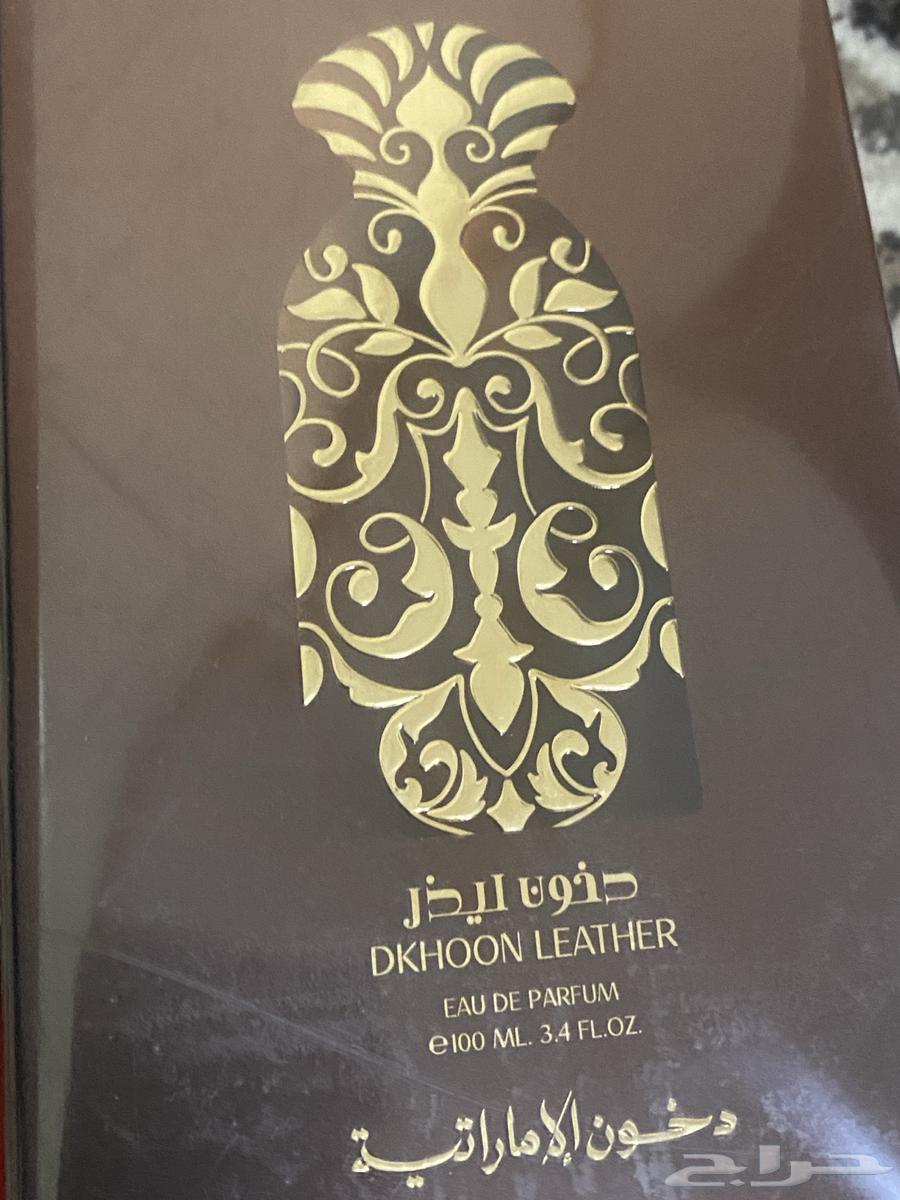 دخون ليذر
DKHOON LEATHER
EAU DE PARFUM
℮100 ML. 3.4 FL.OZ.
دخون الإماراتية
حراج